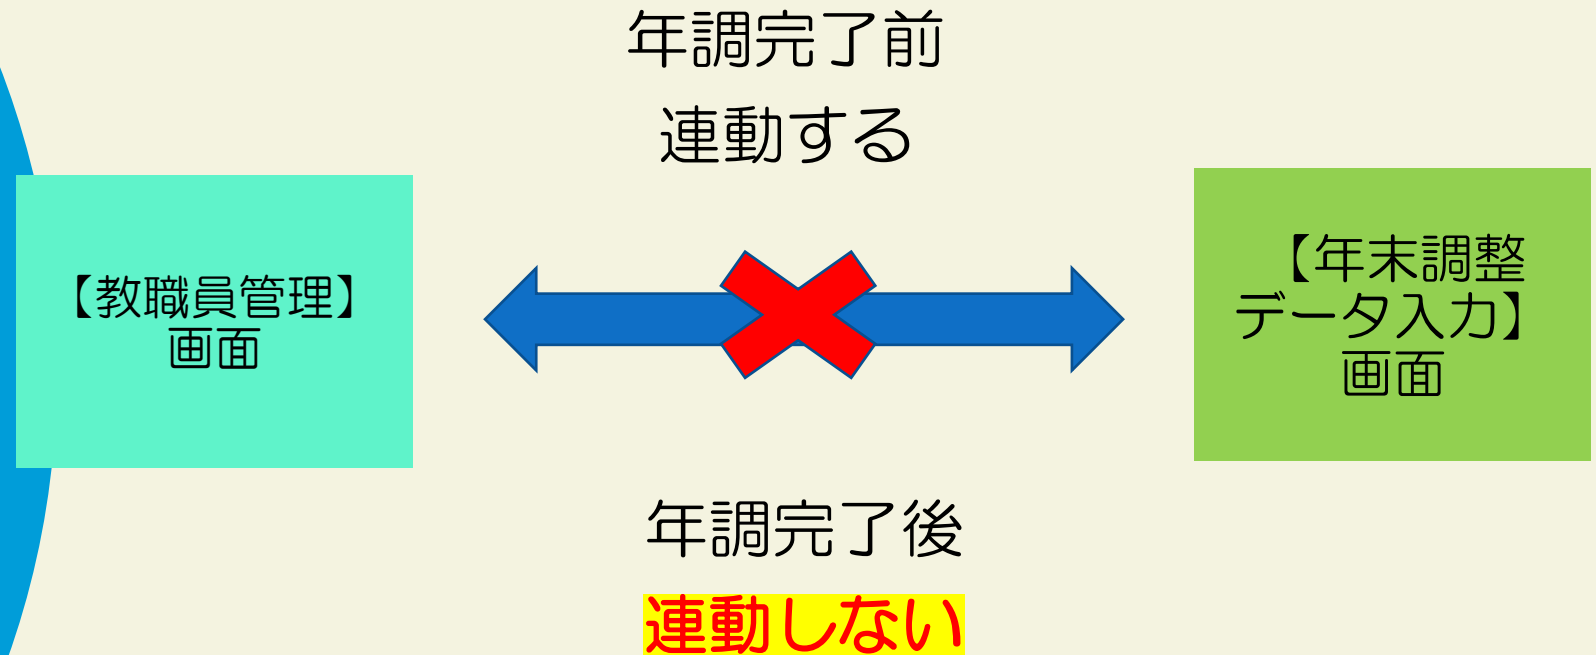 年調完了前
連動する
【教職員管理】
画面
【年末調整
データ入力】
画面
年調完了後
連動しない